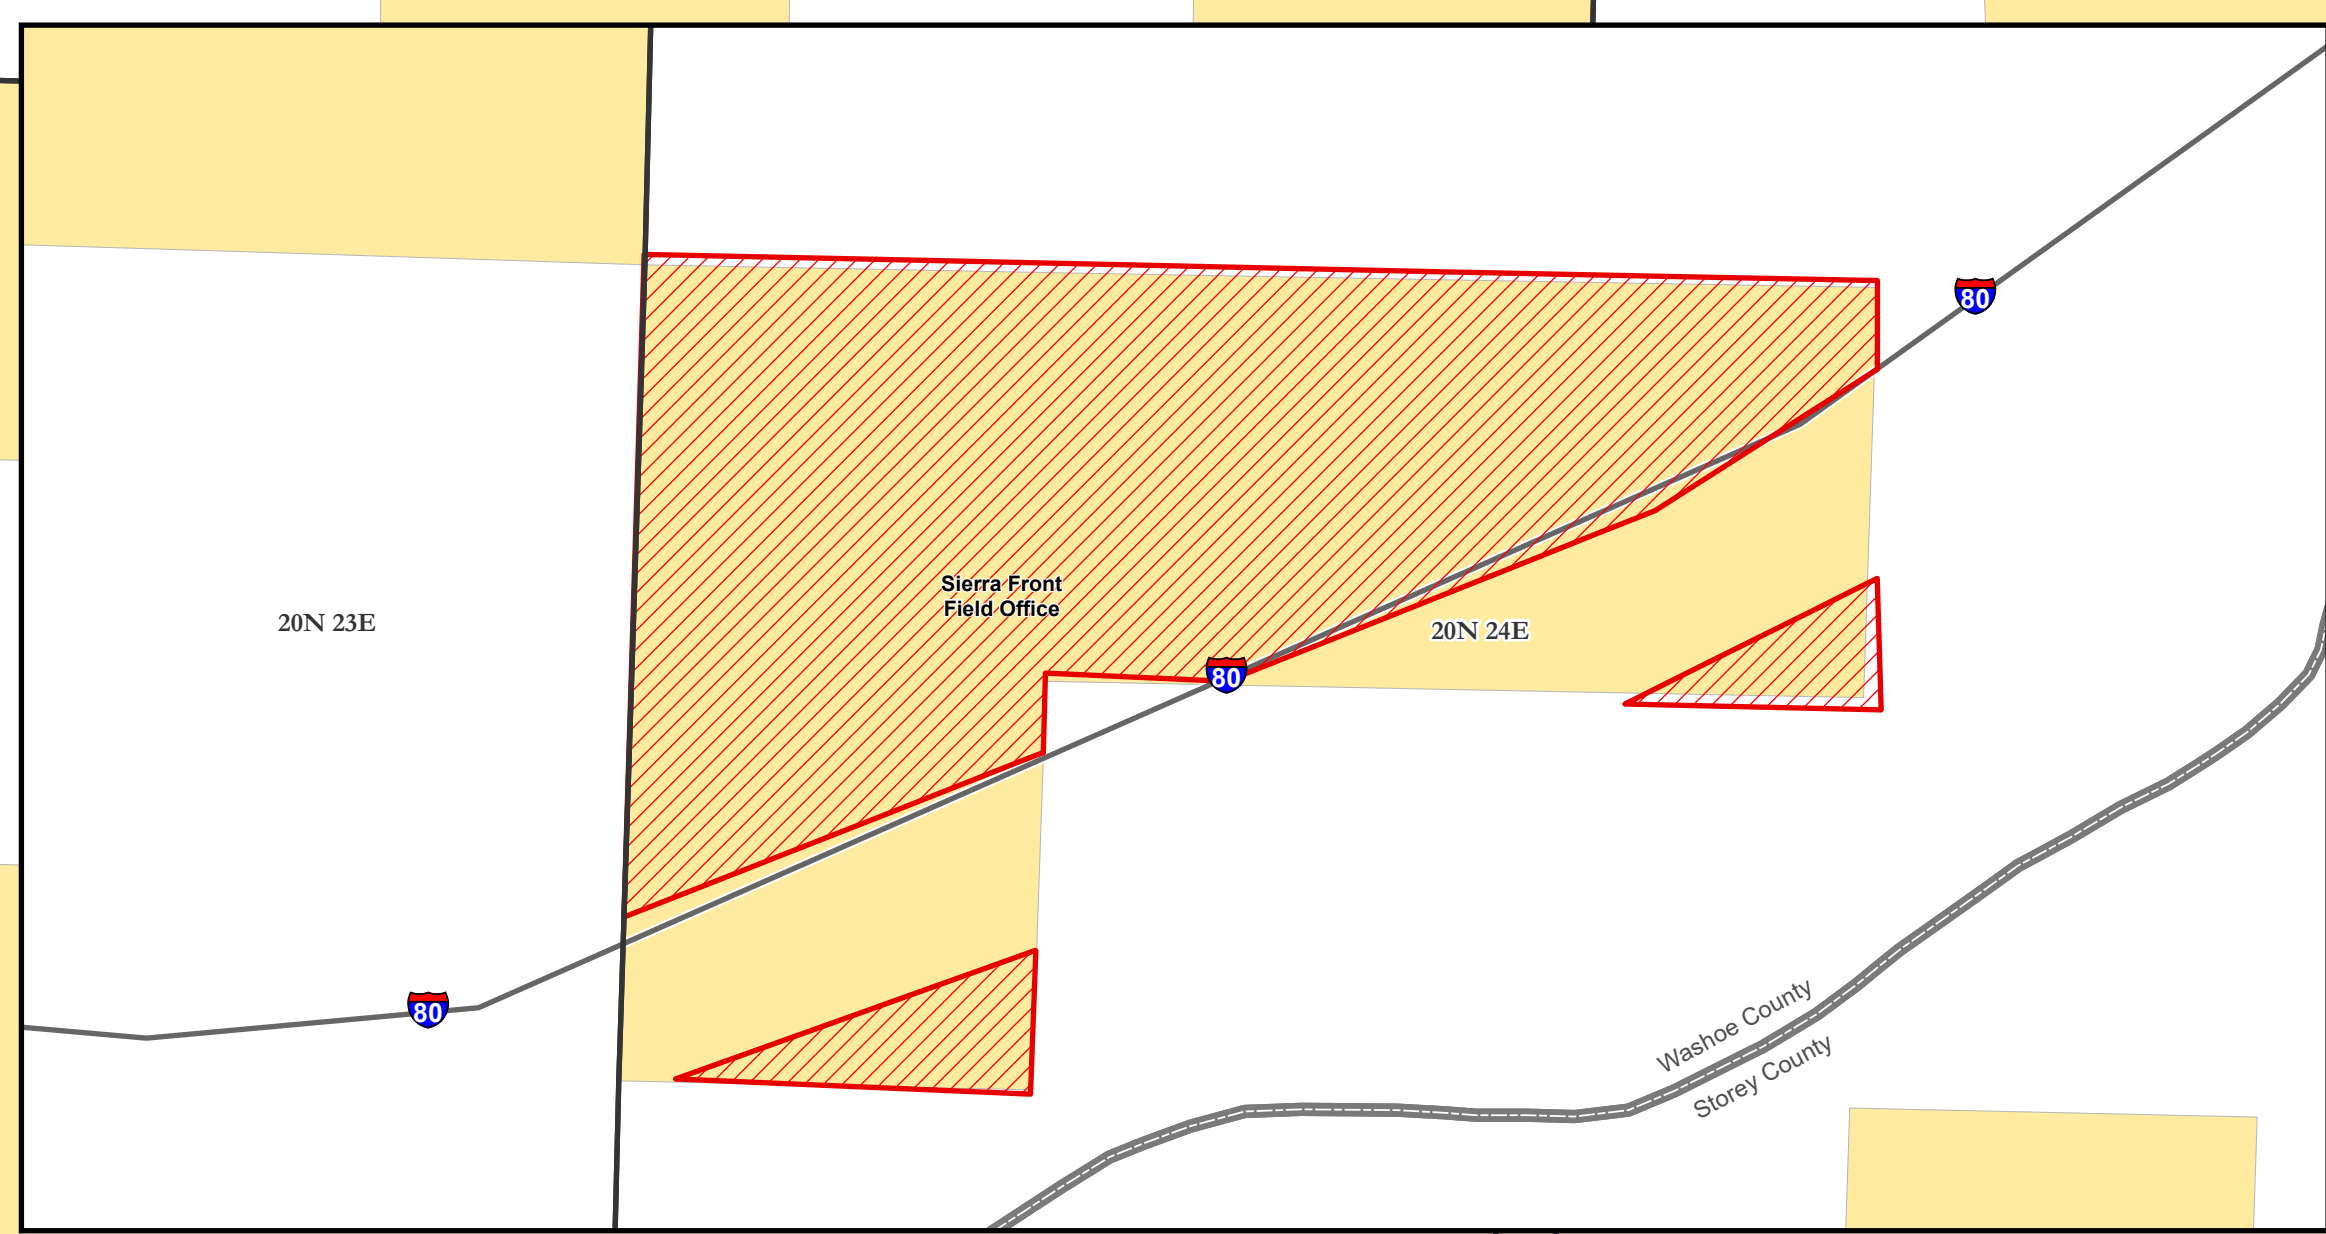 80
Sierra Front
Field Office
20N 23E
20N 24E
80
80
Washoe County
Storey County